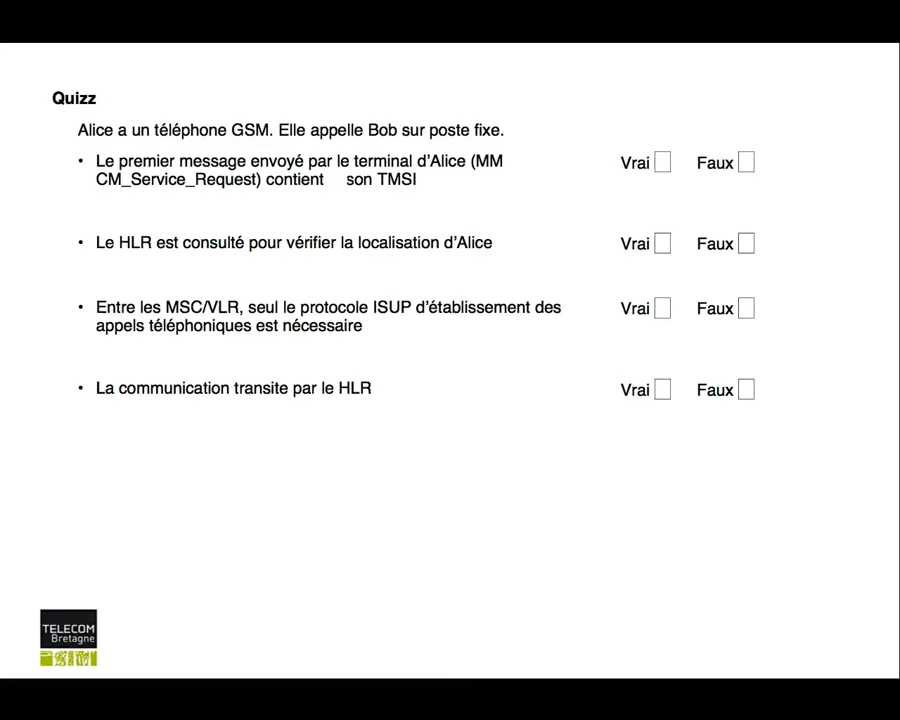 Quizz
Alice a un téléphone GSM. Elle appelle Bob sur poste fixe.
• Le premier message envoyé par le terminal d'Alice (MM Vrai Faux
CM_Service_Request) contient son TMSI
• Le HLR est consulté pour vérifier la localisation d'Alice Vrai Faux
• Entre les MSC/VLR, seul le protocole ISUP d'établissement des Vrai Faux
appels téléphoniques est nécessaire
• La communication transite par le HLR Vrai Faux
TELECOM
Bretagne